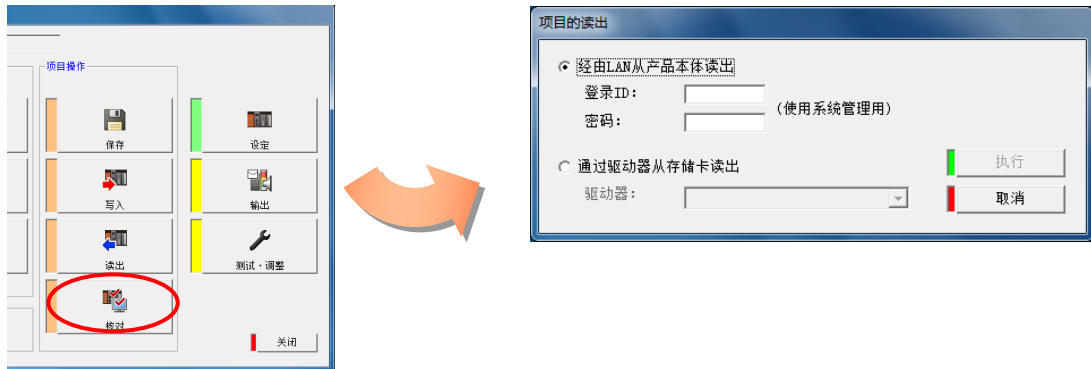 项目操作
保存
设定
写入
输出
读出
测试・调整
核对
关闭
项目的读出
经由LAN从产品本体读出
登录ID:
(使用系统管理用)
密码:
通过驱动器从存储卡读出
驱动器:
执行
取消